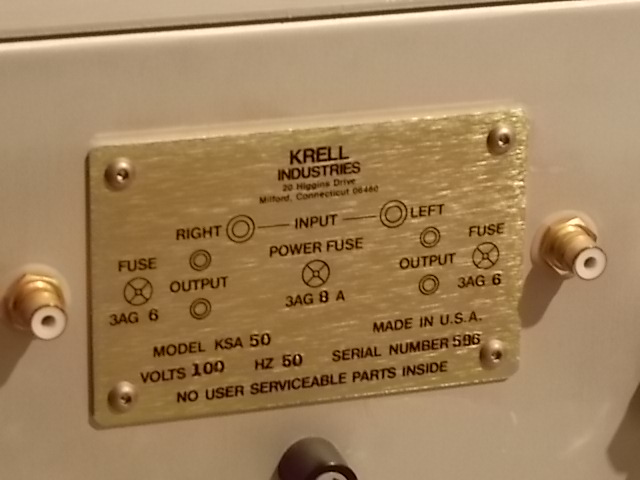 KRELL
INDUSTRIES
20 Higgins Drive
Milford, Connecticut 06460
RIGHT INPUT LEFT
FUSE POWER FUSE FUSE
OUTPUT OUTPUT
3AG 6 3AG 8 A 3AG 6
MODEL KSA 50 MADE IN U.S.A.
VOLTS 100 HZ 50 SERIAL NUMBER 596
NO USER SERVICEABLE PARTS INSIDE